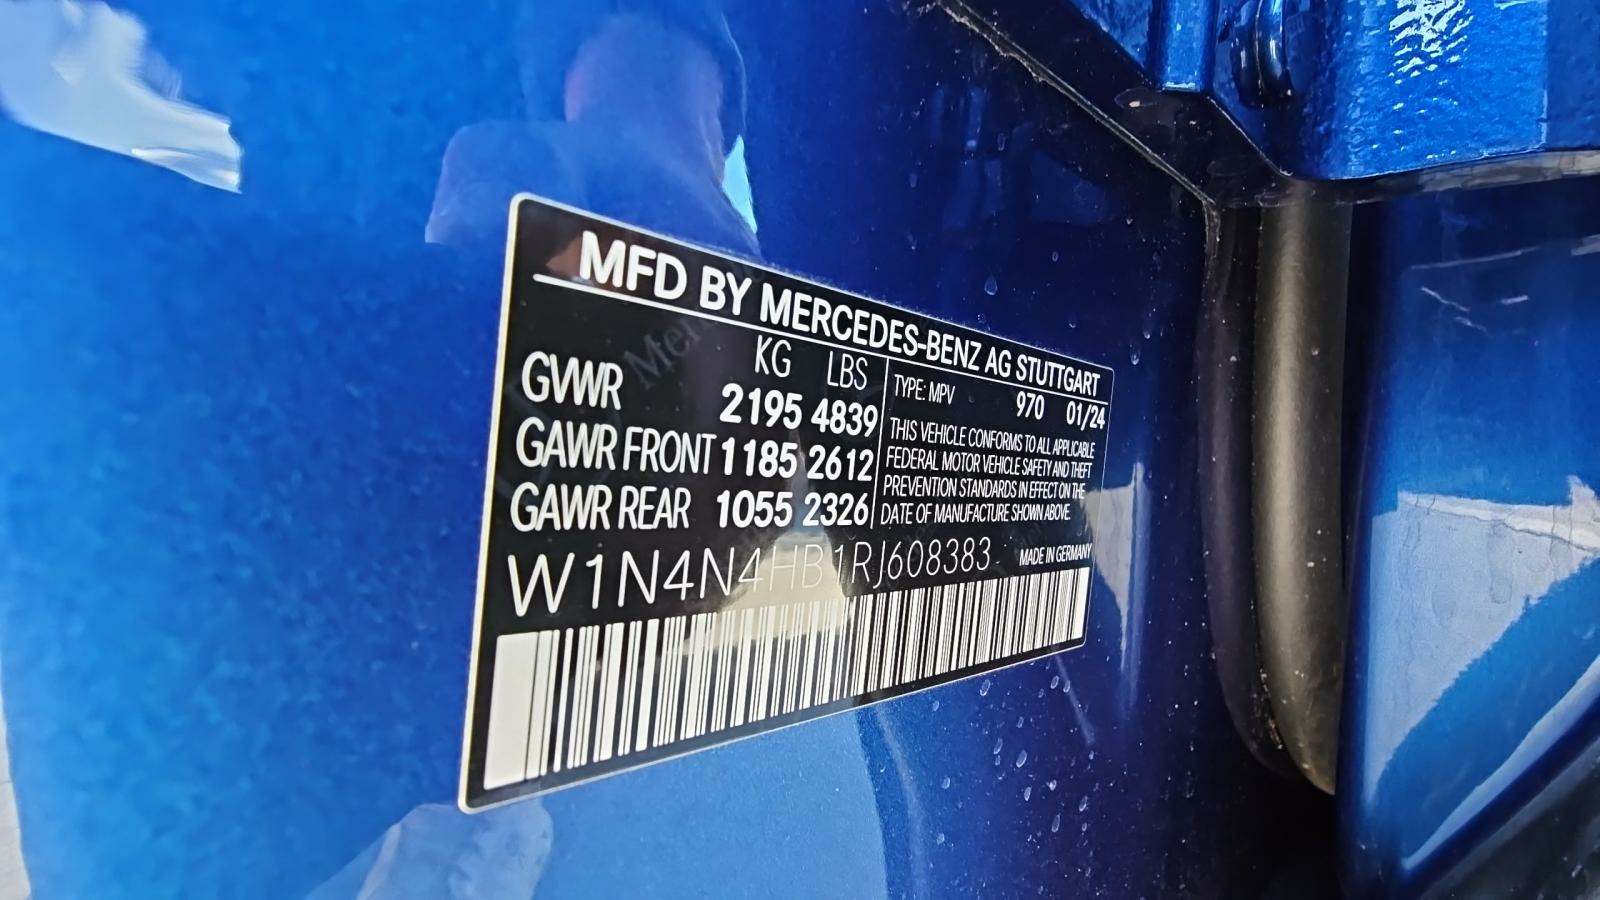 MFD BY MERCEDES-BENZ AG STUTTGART
KG LBS
GVWR 2195 4839
GAWR FRONT 1185 2612
GAWR REAR 1055 2326
TYPE: MPV 970 01/24
THIS VEHICLE CONFORMS TO ALL APPLICABLE
FEDERAL MOTOR VEHICLE SAFETY AND THEFT
PREVENTION STANDARDS IN EFFECT ON THE
DATE OF MANUFACTURE SHOWN ABOVE.
W1N4N4HB1RJ608383 MADE IN GERMANY